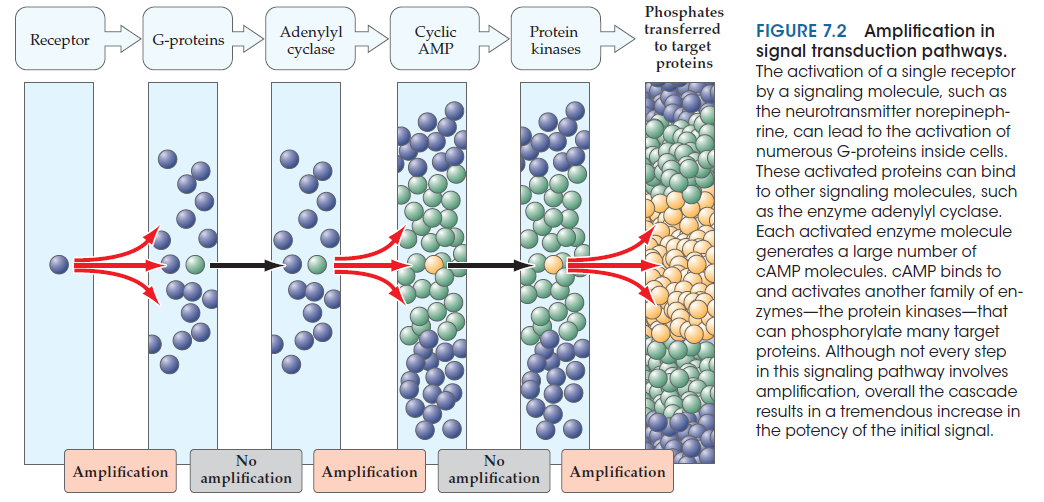 Receptor
G-proteins
Adenylyl
cyclase
Cyclic
AMP
Protein
kinases
Phosphates
transferred
to target
proteins
Amplification
No
amplification
Amplification
No
amplification
Amplification
FIGURE 7.2 Amplification in
signal transduction pathways.
The activation of a single receptor
by a signaling molecule, such as
the neurotransmitter norepineph-
rine, can lead to the activation of
numerous G-proteins inside cells.
These activated proteins can bind
to other signaling molecules, such
as the enzyme adenylyl cyclase.
Each activated enzyme molecule
generates a large number of
cAMP molecules. cAMP binds to
and activates another family of en-
zymes—the protein kinases—that
can phosphorylate many target
proteins. Although not every step
in this signaling pathway involves
amplification, overall the cascade
results in a tremendous increase in
the potency of the initial signal.